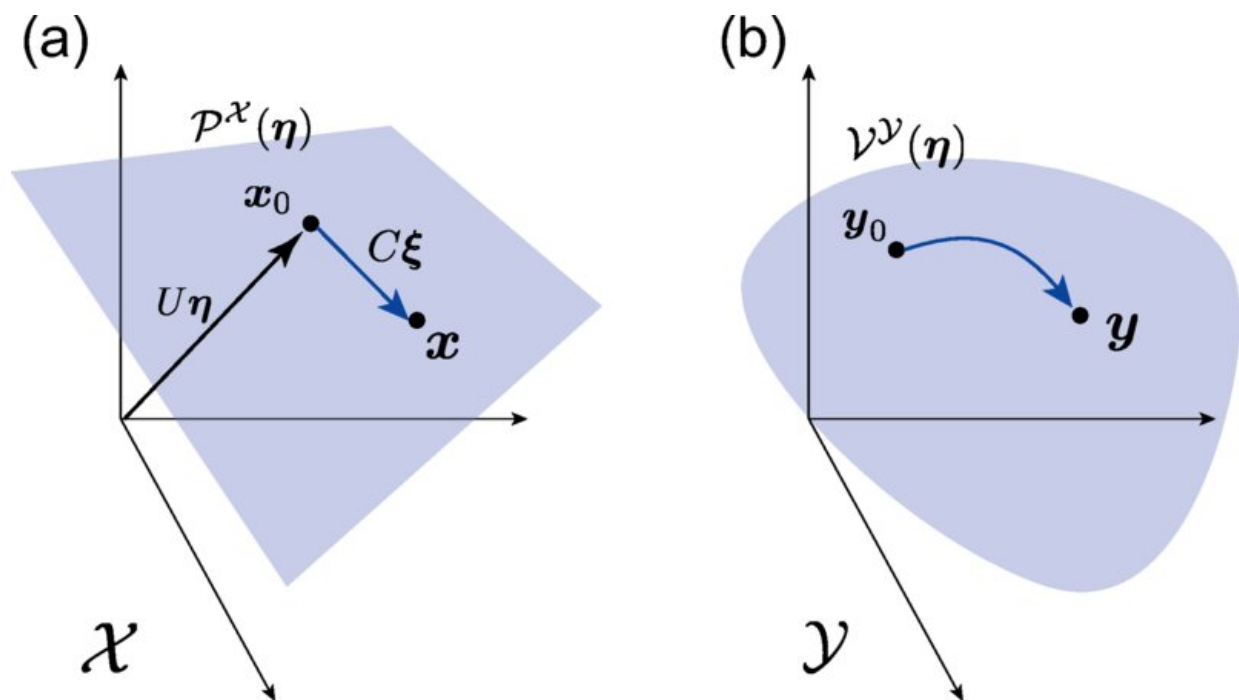 (a)
(b)
𝒫^𝒳(𝜼)
𝒱^𝒴(𝜼)
𝒙₀
𝒚₀
C𝝃
U𝜼
𝒙
𝒚
𝒳
𝒴